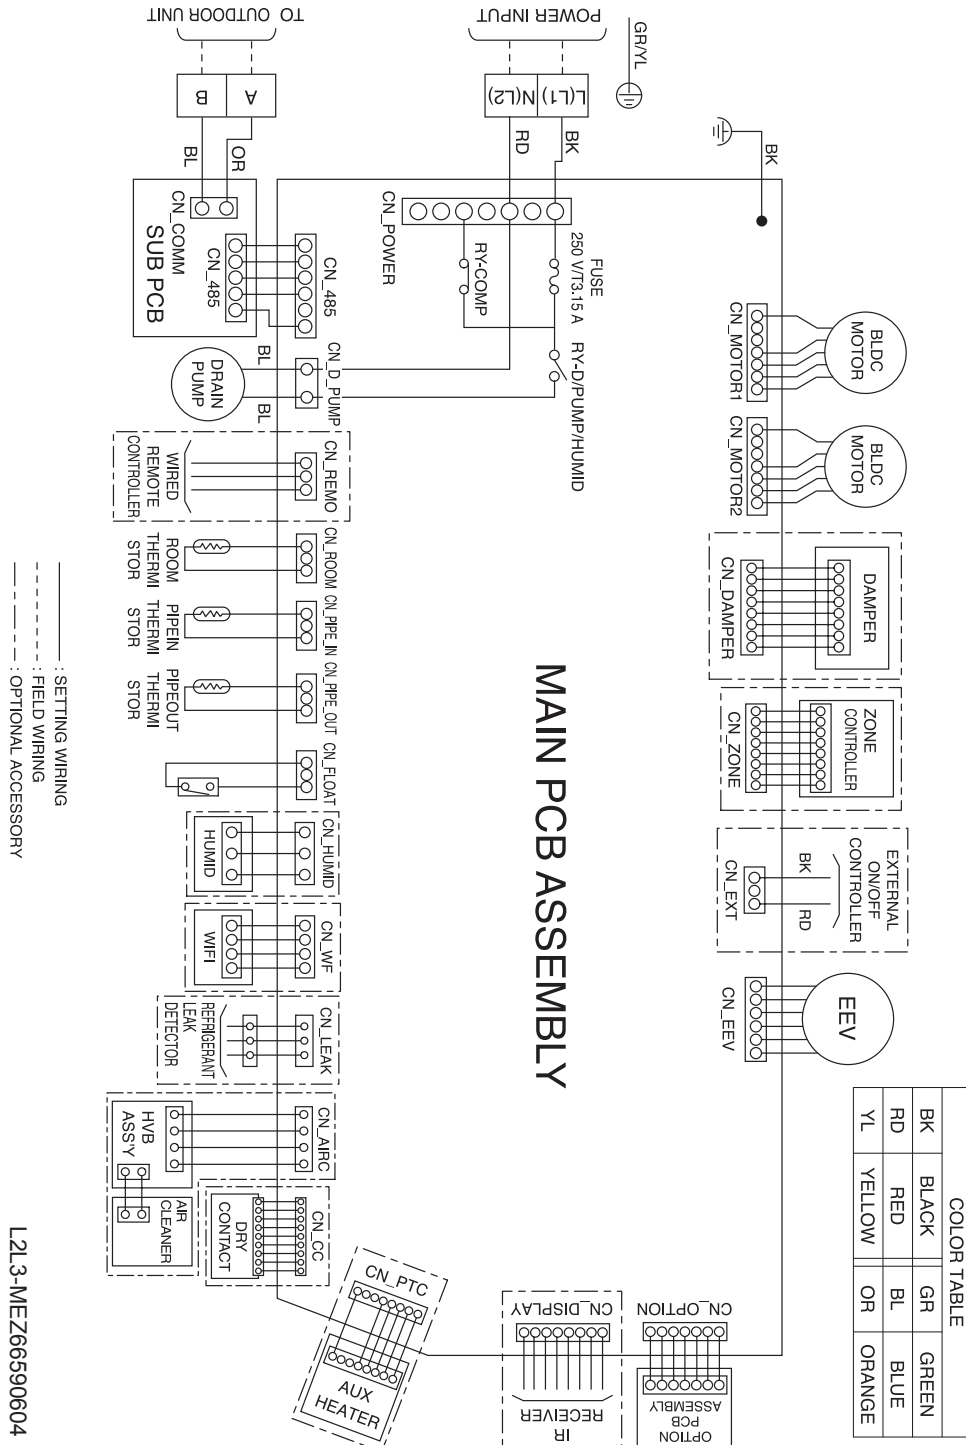 TO OUTDOOR UNIT
POWER INPUT
GR/YL
B
A
N(L2)
L(L1)
BL
OR
RD
BK
BK
CN_COMM
SUB PCB
CN_485
CN_485
CN_POWER
RY-COMP
FUSE
250 V/T3.15 A
RY-D/PUMP/HUMID
BL
BL
DRAIN
PUMP
CN_D_PUMP
BLDC
MOTOR
CN_MOTOR1
BLDC
MOTOR
CN_MOTOR2
WIRED
REMOTE
CONTROLLER
CN_REMO
ROOM
THERMI
STOR
CN_ROOM
PIPEIN
THERMI
STOR
CN_PIPE_IN
PIPEOUT
THERMI
STOR
CN_PIPE_OUT
CN_FLOAT
DAMPER
CN_DAMPER
ZONE
CONTROLLER
CN_ZONE
MAIN PCB ASSEMBLY
HUMID
CN_HUMID
EXTERNAL
ON/OFF
CONTROLLER
BK
RD
CN_EXT
WIFI
CN_WF
EEV
CN_EEV
REFRIGERANT
LEAK
DETECTOR
CN_LEAK
HVB
ASS'Y
CN_AIRC
AIR
CLEANER
DRY
CONTACT
CN_CC
CN_PTC
AUX
HEATER
CN_DISPLAY
IR
RECEIVER
CN_OPTION
OPTION
PCB
ASSEMBLY
COLOR TABLE
BK BLACK GR GREEN
RD RED BL BLUE
YL YELLOW OR ORANGE
: SETTING WIRING
: FIELD WIRING
: OPTIONAL ACCESSORY
L2L3-MEZ66590604